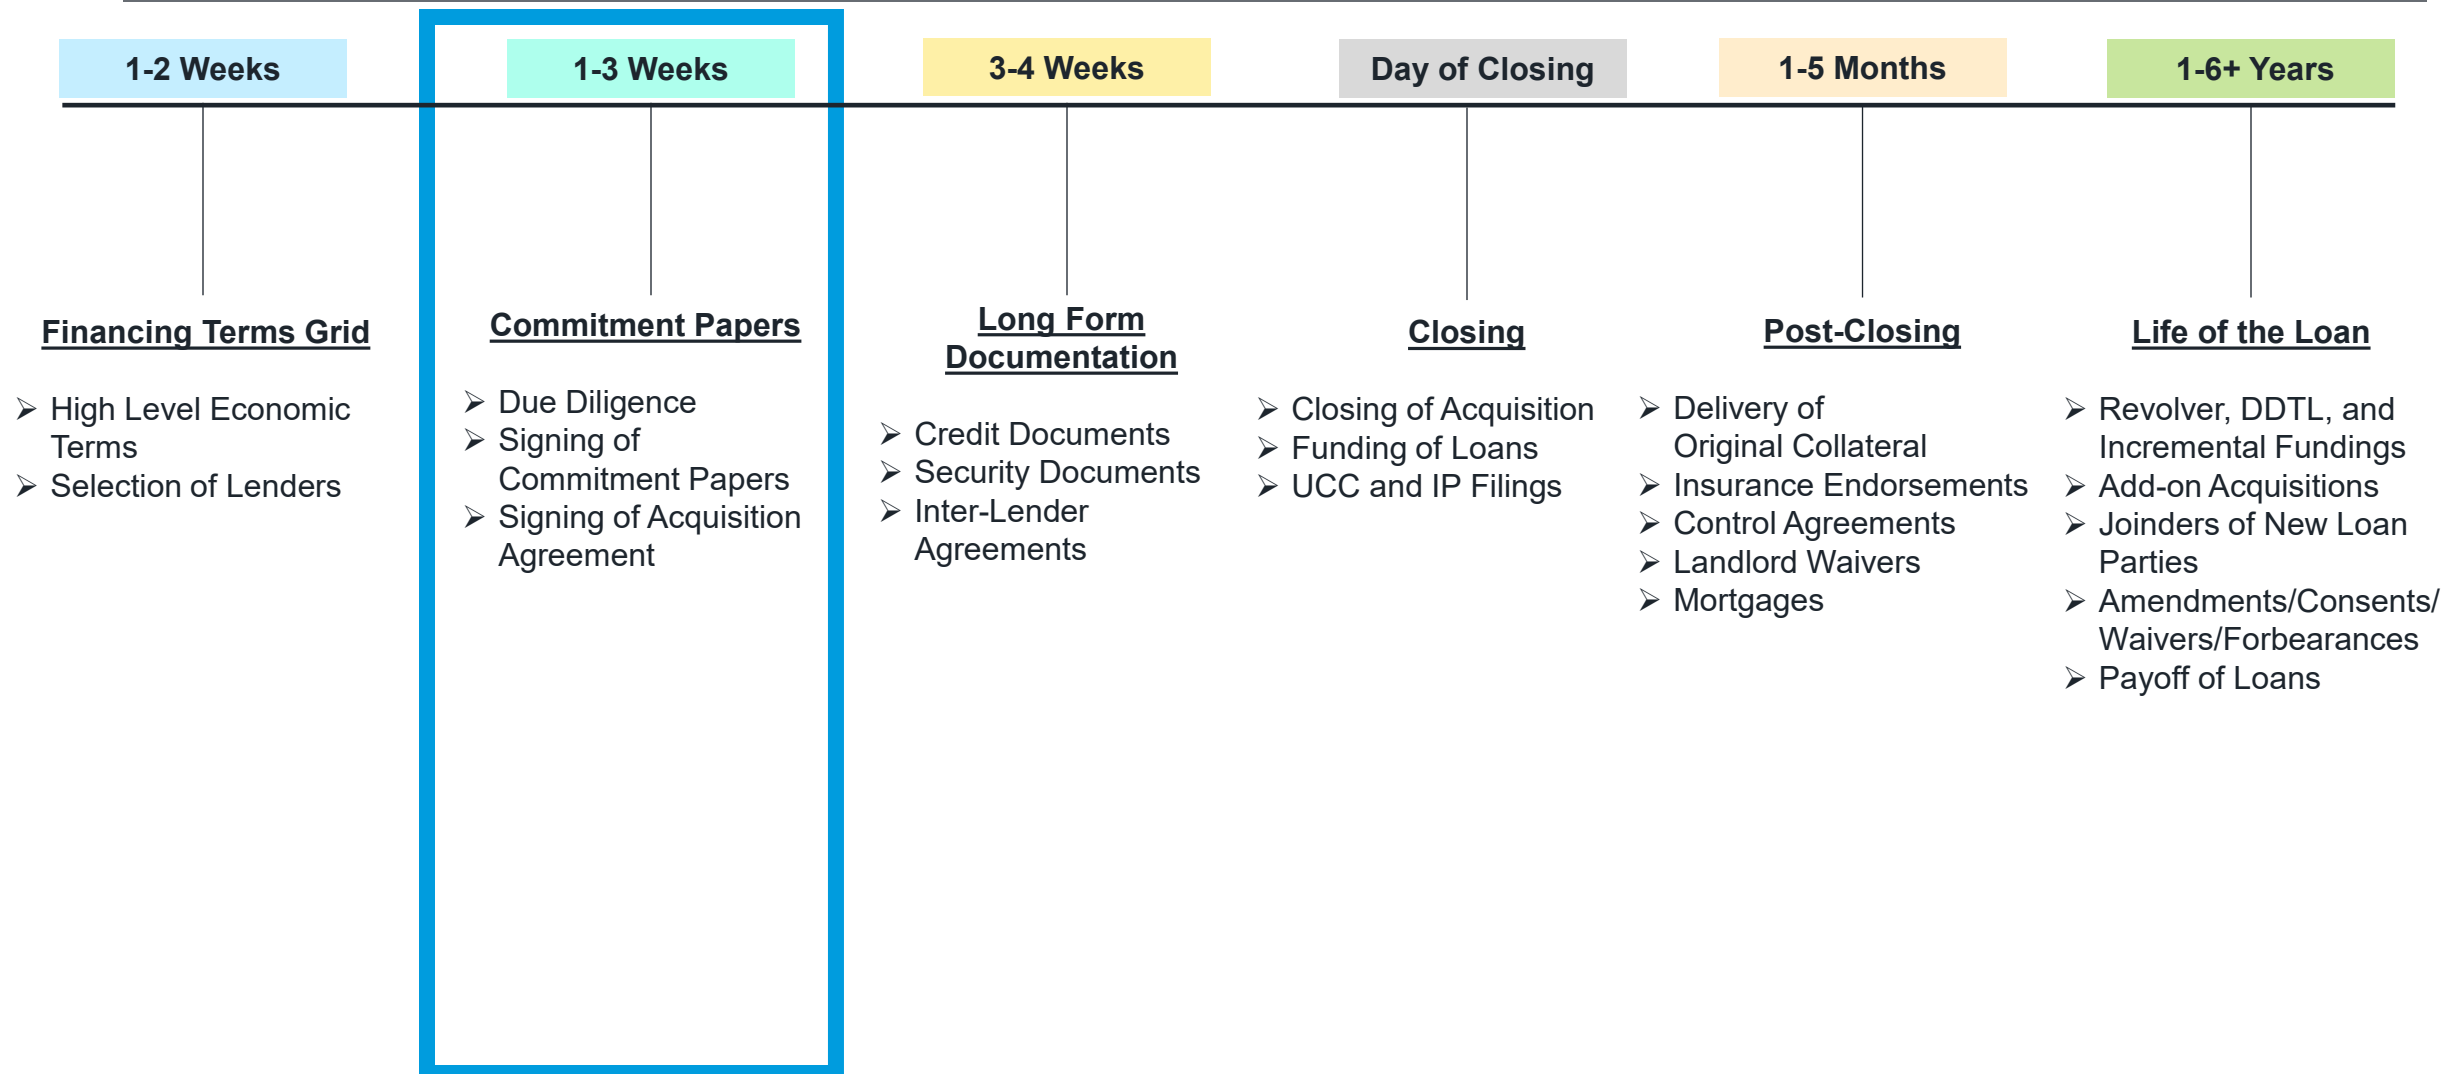 1-2 Weeks
1-3 Weeks
3-4 Weeks
Day of Closing
1-5 Months
1-6+ Years
Financing Terms Grid
➢ High Level Economic
Terms
➢ Selection of Lenders
Commitment Papers
➢ Due Diligence
➢ Signing of
Commitment Papers
➢ Signing of Acquisition
Agreement
Long Form
Documentation
➢ Credit Documents
➢ Security Documents
➢ Inter-Lender
Agreements
Closing
➢ Closing of Acquisition
➢ Funding of Loans
➢ UCC and IP Filings
Post-Closing
➢ Delivery of
Original Collateral
➢ Insurance Endorsements
➢ Control Agreements
➢ Landlord Waivers
➢ Mortgages
Life of the Loan
➢ Revolver, DDTL, and
Incremental Fundings
➢ Add-on Acquisitions
➢ Joinders of New Loan
Parties
➢ Amendments/Consents/
Waivers/Forbearances
➢ Payoff of Loans